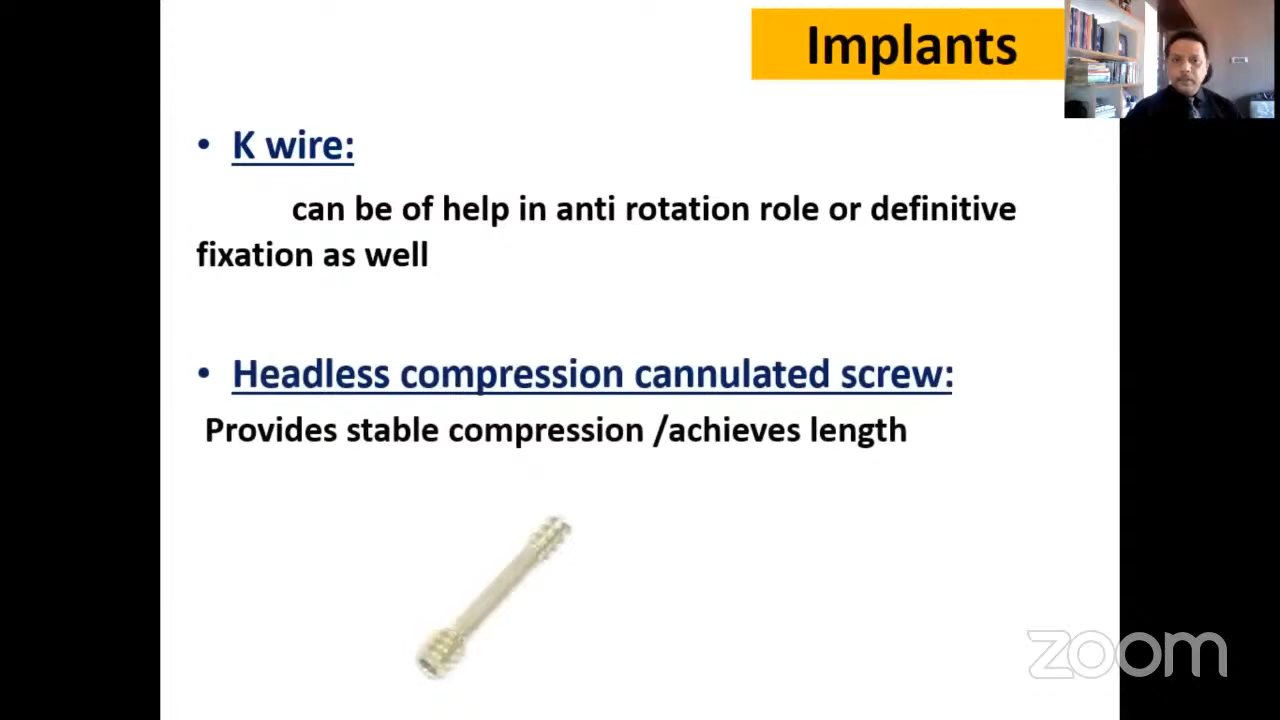 Implants
• K wire:
can be of help in anti rotation role or definitive
fixation as well
• Headless compression cannulated screw:
Provides stable compression /achieves length
zoom